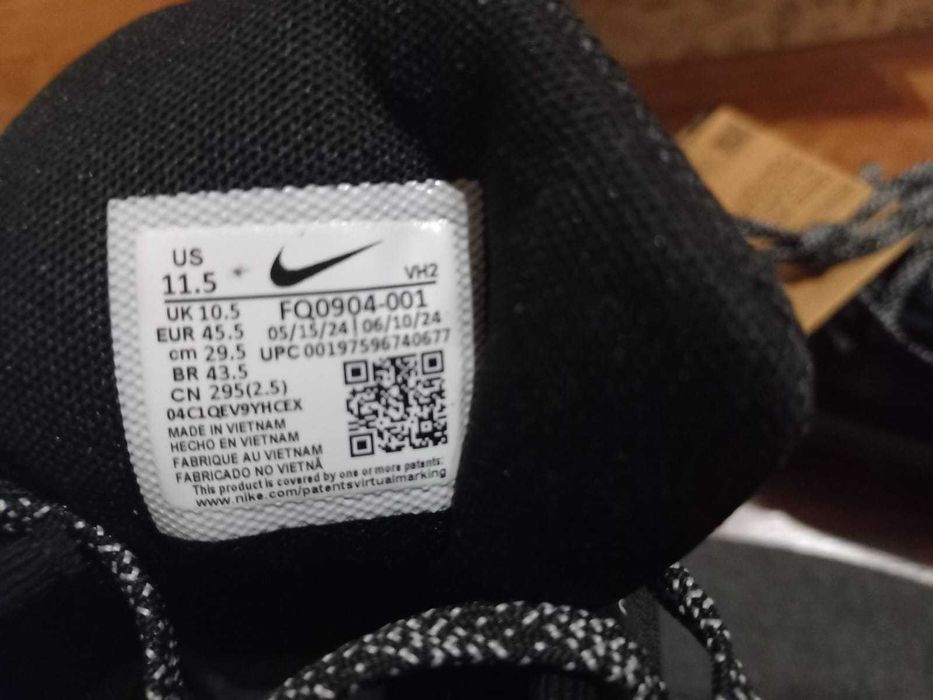 US
11.5
VH2
UK 10.5
FQ0904-001
EUR 45.5
05/15/24 | 06/10/24
cm 29.5
UPC 00197596740677
BR 43.5
CN 295(2.5)
04C1QEV9YHCEX
MADE IN VIETNAM
HECHO EN VIETNAM
FABRIQUE AU VIETNAM
FABRICADO NO VIETNÃ
This product is covered by one or more patents:
www.nike.com/patentsvirtualmarking